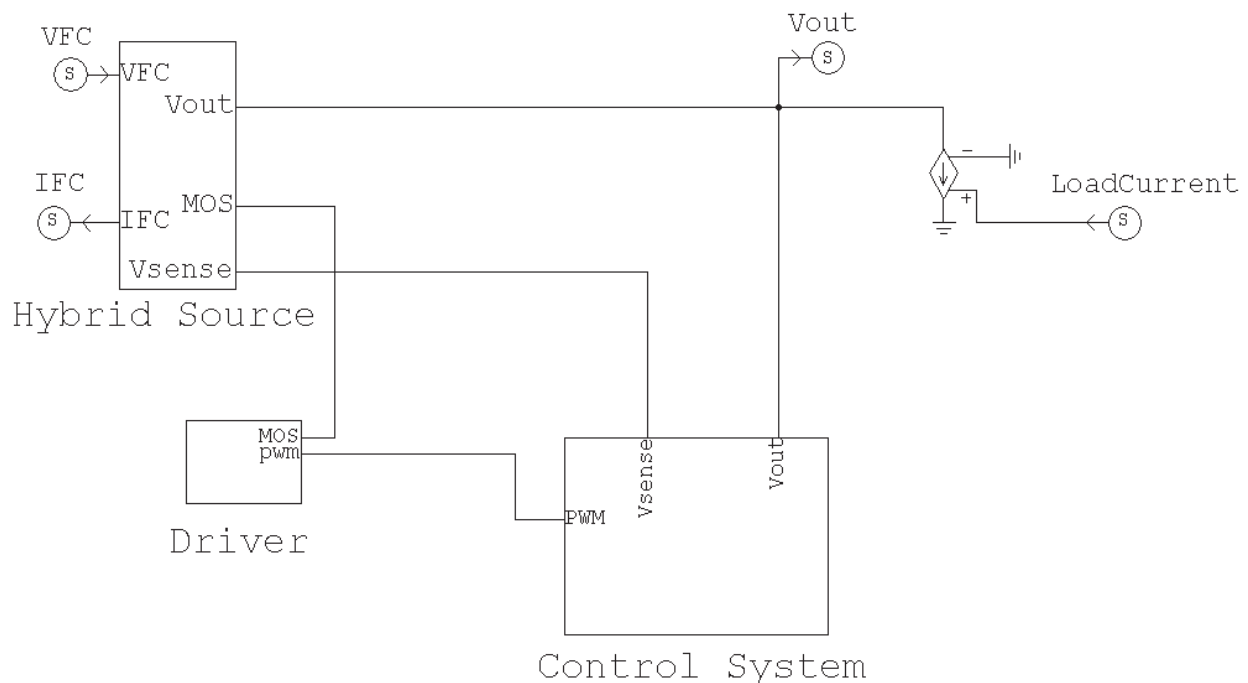 VFC
S
VFC
Vout
S
Vout
IFC
S
IFC
MOS
Vsense
Hybrid Source
-
+
LoadCurrent
S
MOS
pwm
Driver
Vsense
Vout
PWM
Control System